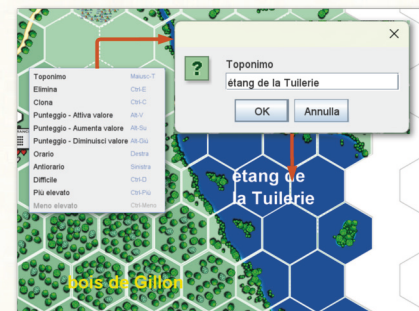 Toponimo Mausc-T
Elimina Ctrl-E
Clona Ctrl-C
Punteggio - Attiva valore Alt-V
Punteggio - Aumenta valore Alt-Su
Punteggio - Diminuisci valore Alt-Giù
Orario Destra
Antiorario Sinistra
Difficile Ctrl-D
Più elevato Ctrl-Più
Meno elevato Ctrl-Meno
Toponimo
étang de la Tuilerie
OK Annulla
étang de
la Tuilerie
bois de Gillon